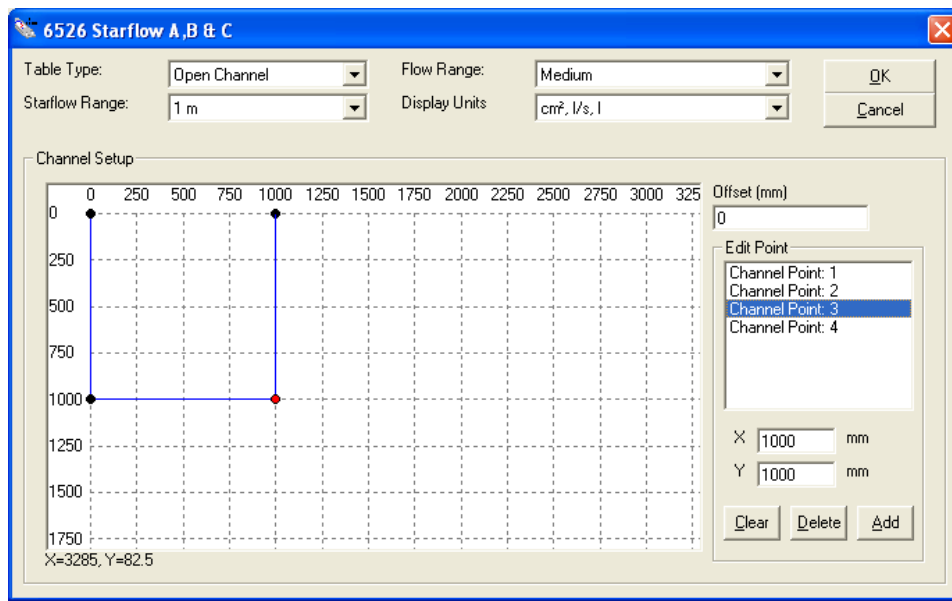 6526 Starflow A,B & C
Table Type: Open Channel Flow Range: Medium OK
Starflow Range: 1 m Display Units cm², l/s, l Cancel
Channel Setup
0 250 500 750 1000 1250 1500 1750 2000 2250 2500 2750 3000 325
0
250
500
750
1000
1250
1500
1750
X=3285, Y=82.5
Offset (mm)
0
Edit Point
Channel Point: 1
Channel Point: 2
Channel Point: 3
Channel Point: 4
X 1000 mm
Y 1000 mm
Clear Delete Add